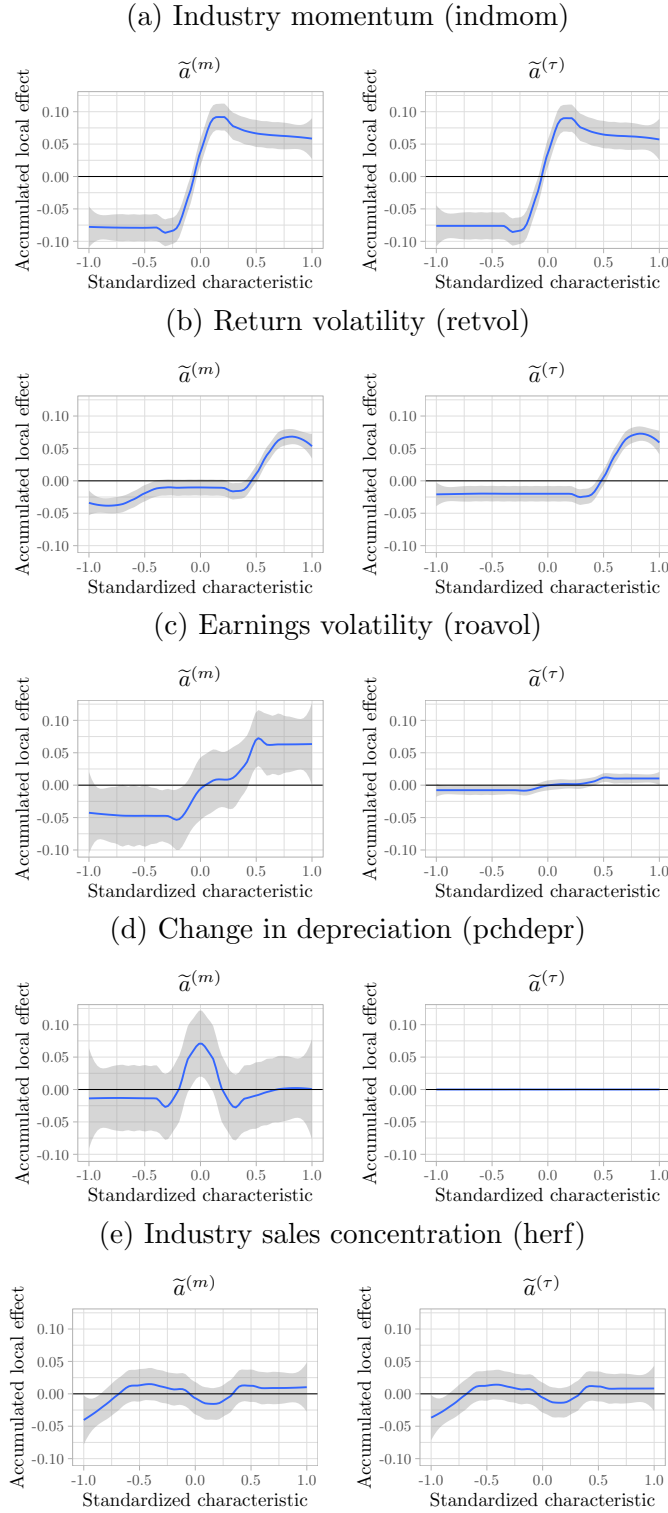 (a) Industry momentum (indmom)
ã(m) ã(τ)
Accumulated local effect
0.10
0.05
0.00
-0.05
-0.10
-1.0 -0.5 0.0 0.5 1.0
Standardized characteristic
Accumulated local effect
0.10
0.05
0.00
-0.05
-0.10
-1.0 -0.5 0.0 0.5 1.0
Standardized characteristic
(b) Return volatility (retvol)
ã(m) ã(τ)
Accumulated local effect
0.10
0.05
0.00
-0.05
-0.10
-1.0 -0.5 0.0 0.5 1.0
Standardized characteristic
Accumulated local effect
0.10
0.05
0.00
-0.05
-0.10
-1.0 -0.5 0.0 0.5 1.0
Standardized characteristic
(c) Earnings volatility (roavol)
ã(m) ã(τ)
Accumulated local effect
0.10
0.05
0.00
-0.05
-0.10
-1.0 -0.5 0.0 0.5 1.0
Standardized characteristic
Accumulated local effect
0.10
0.05
0.00
-0.05
-0.10
-1.0 -0.5 0.0 0.5 1.0
Standardized characteristic
(d) Change in depreciation (pchdepr)
ã(m) ã(τ)
Accumulated local effect
0.10
0.05
0.00
-0.05
-0.10
-1.0 -0.5 0.0 0.5 1.0
Standardized characteristic
Accumulated local effect
0.10
0.05
0.00
-0.05
-0.10
-1.0 -0.5 0.0 0.5 1.0
Standardized characteristic
(e) Industry sales concentration (herf)
ã(m) ã(τ)
Accumulated local effect
0.10
0.05
0.00
-0.05
-0.10
-1.0 -0.5 0.0 0.5 1.0
Standardized characteristic
Accumulated local effect
0.10
0.05
0.00
-0.05
-0.10
-1.0 -0.5 0.0 0.5 1.0
Standardized characteristic